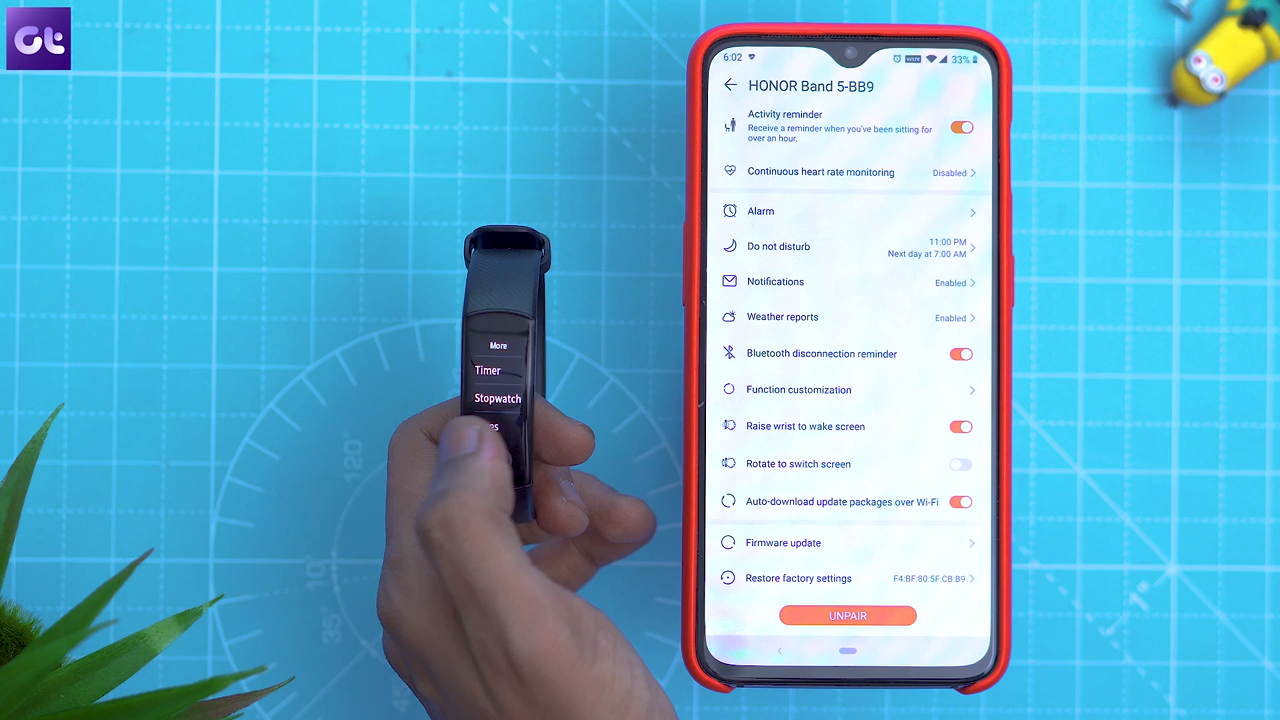 Gt
6:02
33%
HONOR Band 5-BB9
Activity reminder
Receive a reminder when you've been sitting for
over an hour.
Continuous heart rate monitoring
Disabled
Alarm
Do not disturb
11:00 PM
Next day at 7:00 AM
Notifications
Enabled
Weather reports
Enabled
Bluetooth disconnection reminder
Function customization
Raise wrist to wake screen
Rotate to switch screen
Auto-download update packages over Wi-Fi
Firmware update
Restore factory settings
F4:BF:80:5F:CB:B9
UNPAIR
More
Timer
Stopwatch
120°
10
35